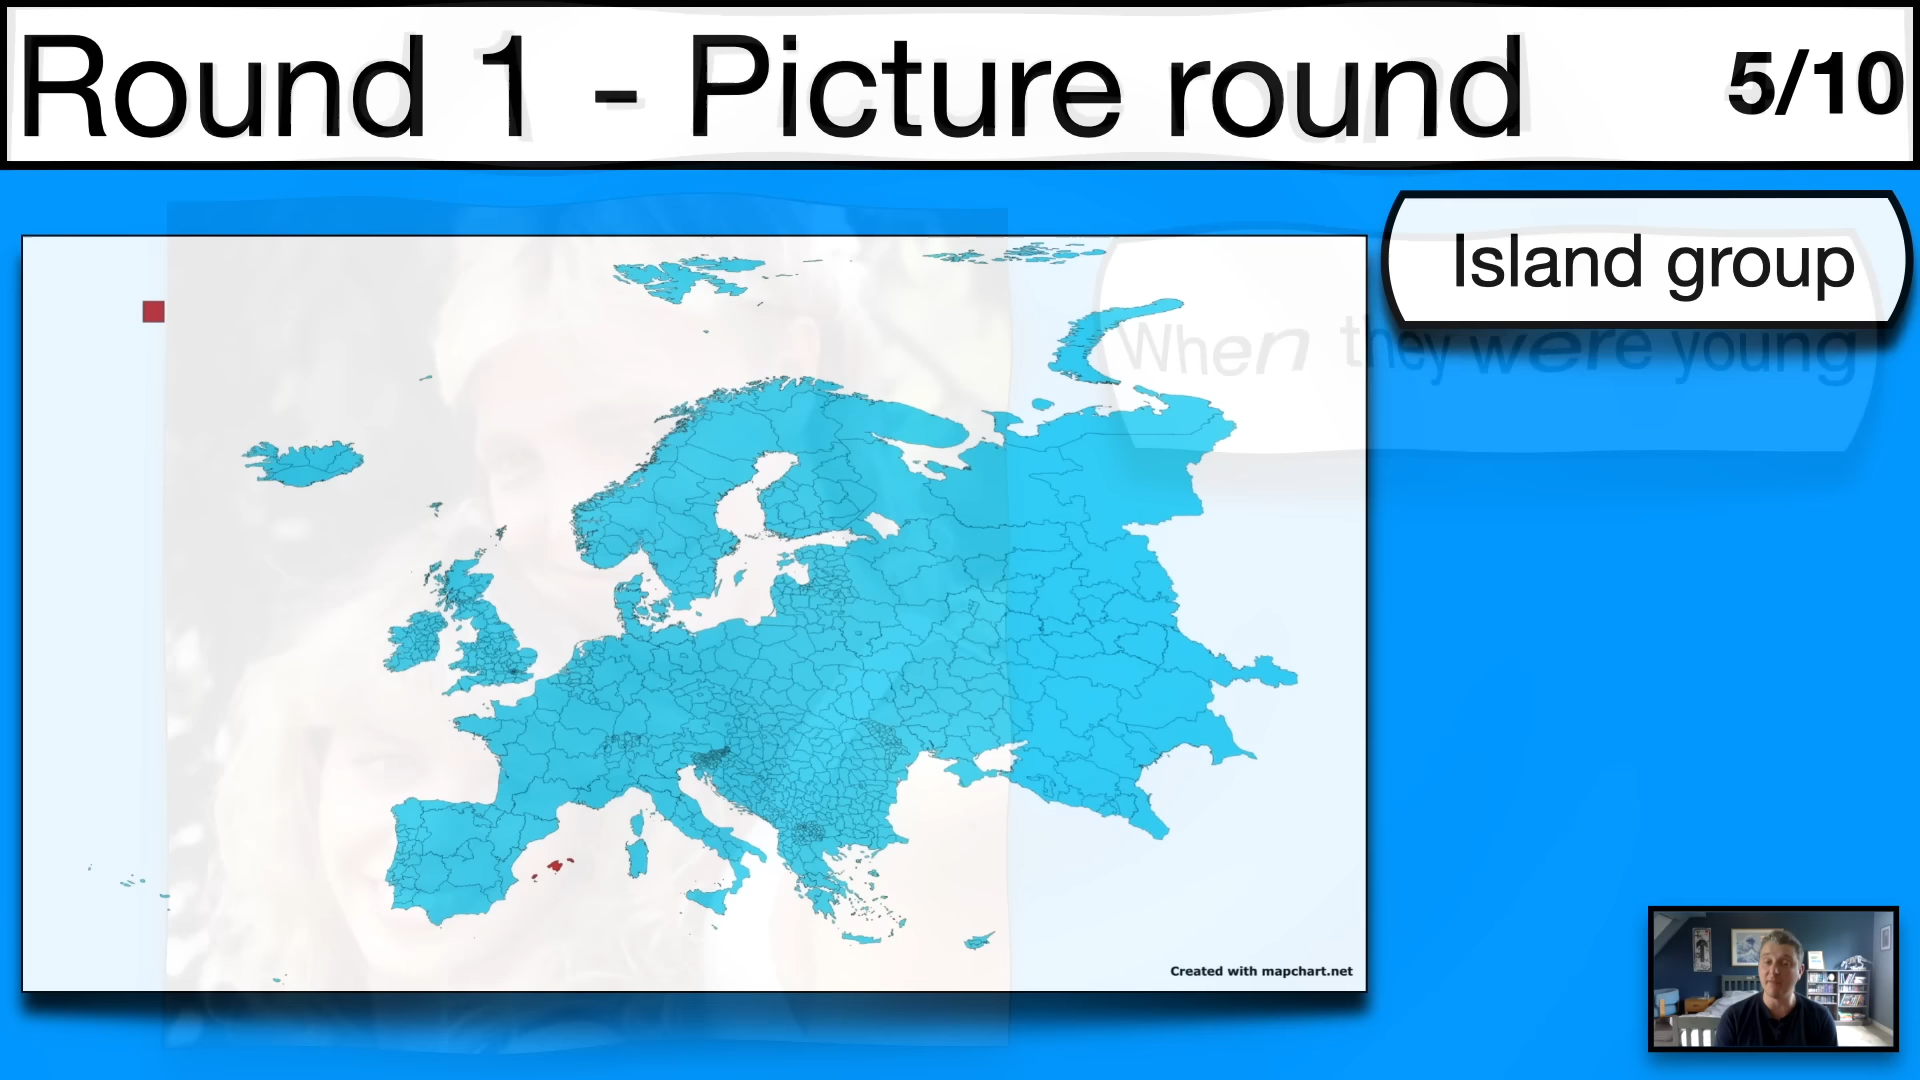 Round 1 - Picture round
5/10
Island group
When they were young
Created with mapchart.net